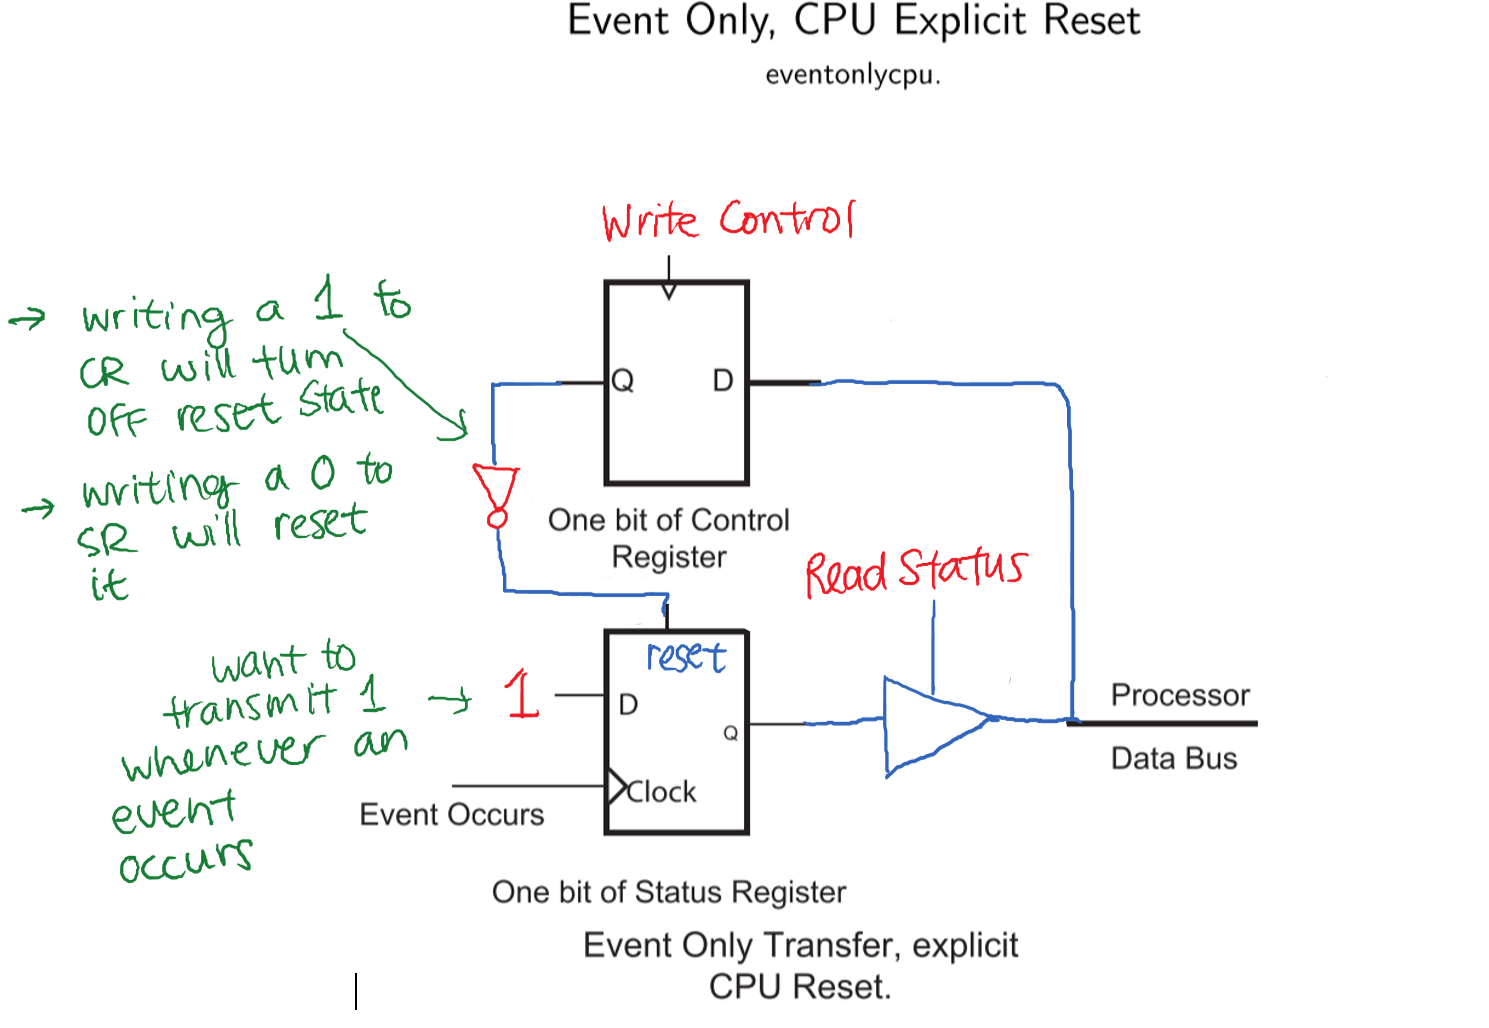 Event Only, CPU Explicit Reset
eventonlycpu.
Write Control
→ writing a 1 to
CR will turn
OFF reset state
→ writing a 0 to
SR will reset
it
Q D
One bit of Control
Register
Read Status
want to
transmit 1 → 1
whenever an
event
occurs
reset
D
Q
Clock
Event Occurs
Processor
Data Bus
One bit of Status Register
Event Only Transfer, explicit
CPU Reset.